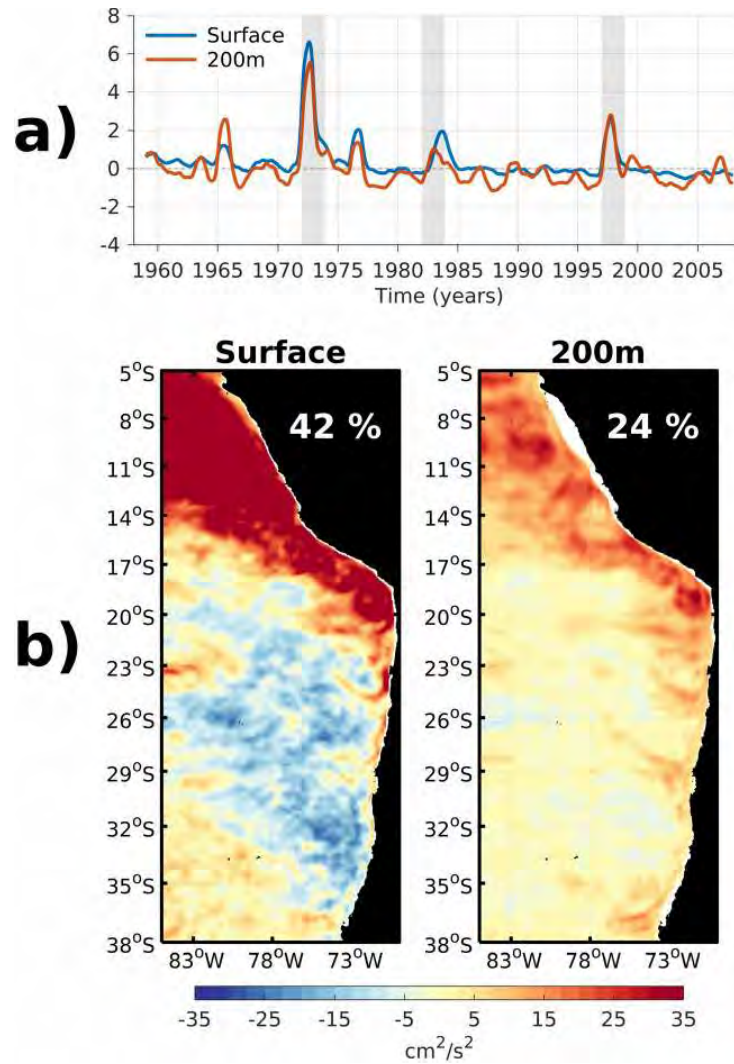 a)
8
6
4
2
0
-2
-4
Surface
200m
1960 1965 1970 1975 1980 1985 1990 1995 2000 2005
Time (years)
b)
Surface 200m
42 % 24 %
5°S 5°S
8°S 8°S
11°S 11°S
14°S 14°S
17°S 17°S
20°S 20°S
23°S 23°S
26°S 26°S
29°S 29°S
32°S 32°S
35°S 35°S
38°S 38°S
83°W 78°W 73°W 83°W 78°W 73°W
-35 -25 -15 -5 5 15 25 35
cm²/s²